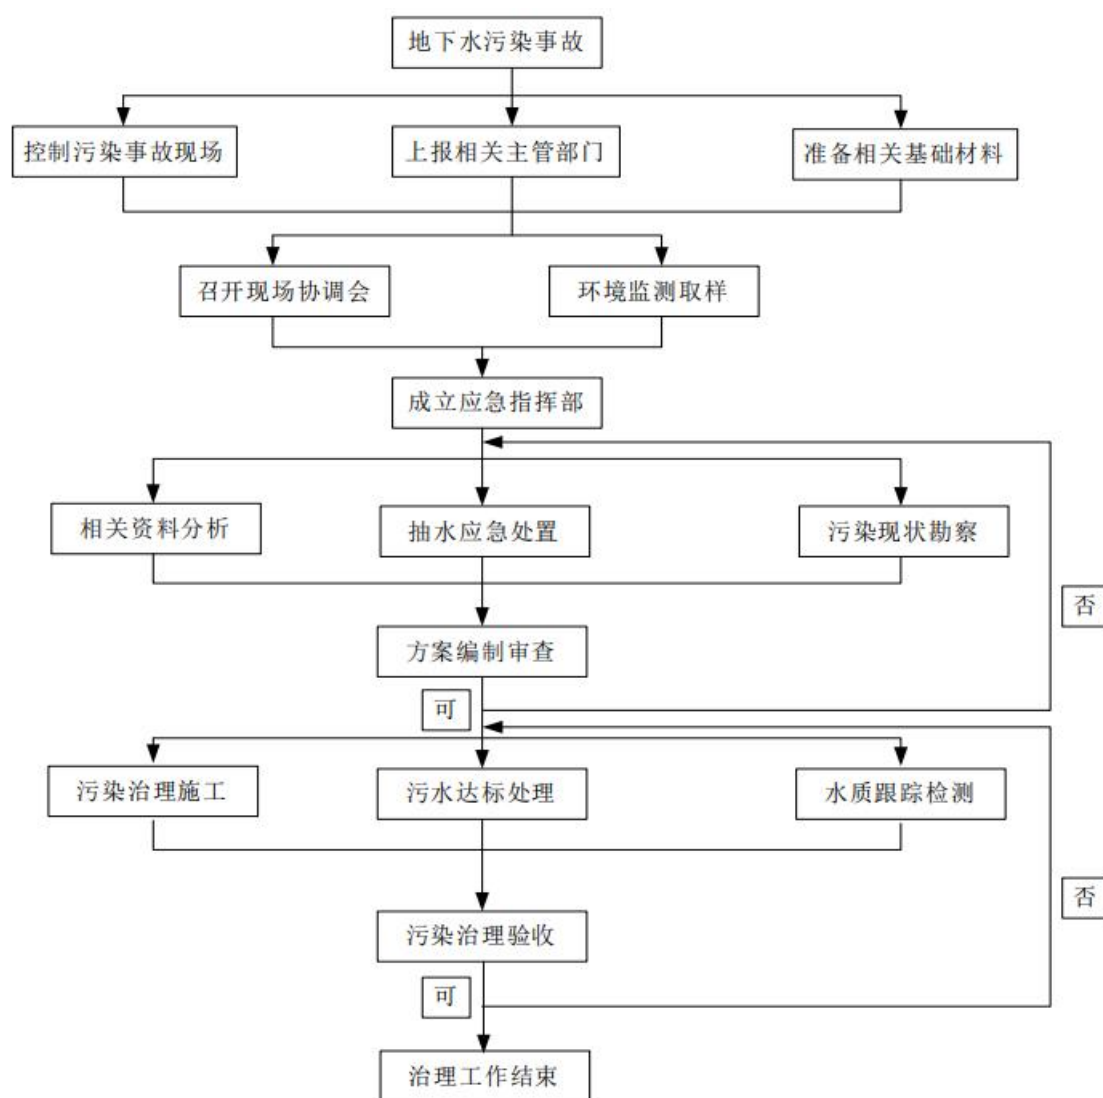 地下水污染事故
控制污染事故现场
上报相关主管部门
准备相关基础材料
召开现场协调会
环境监测取样
成立应急指挥部
相关资料分析
抽水应急处置
污染现状勘察
否
方案编制审查
可
污染治理施工
污水达标处理
水质跟踪检测
否
污染治理验收
可
治理工作结束